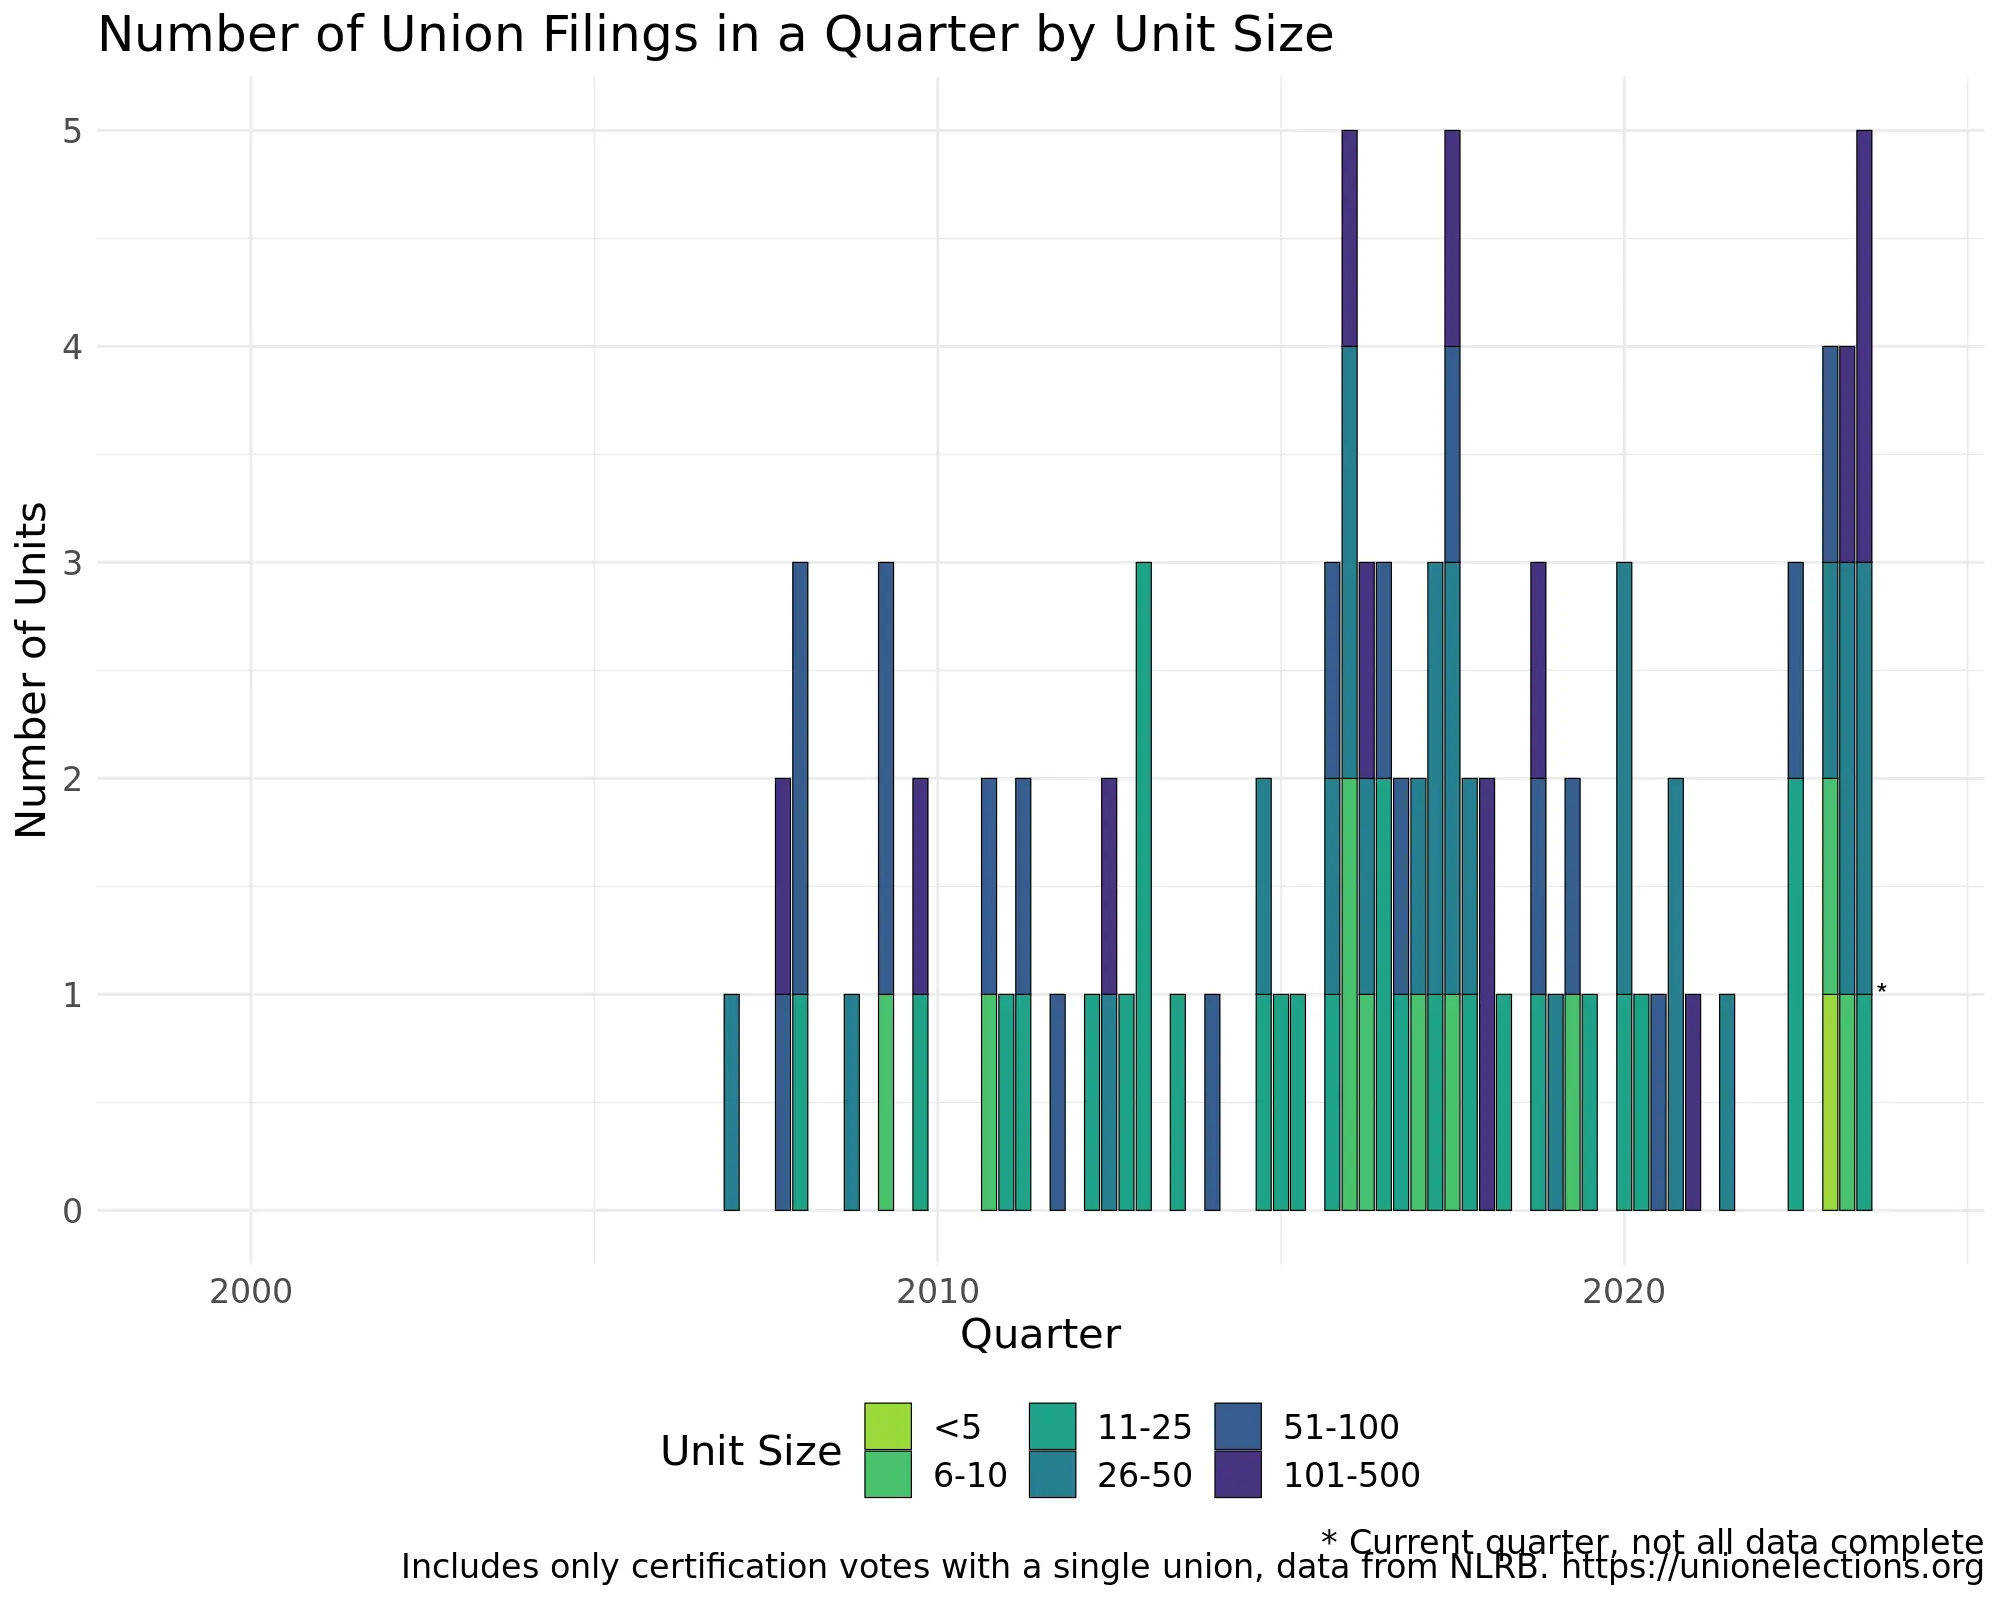 Number of Union Filings in a Quarter by Unit Size
Number of Units
5
4
3
2
1
0
*
2000 2010 2020
Quarter
Unit Size
<5 11-25 51-100
6-10 26-50 101-500
* Current quarter, not all data complete
Includes only certification votes with a single union, data from NLRB. https://unionelections.org